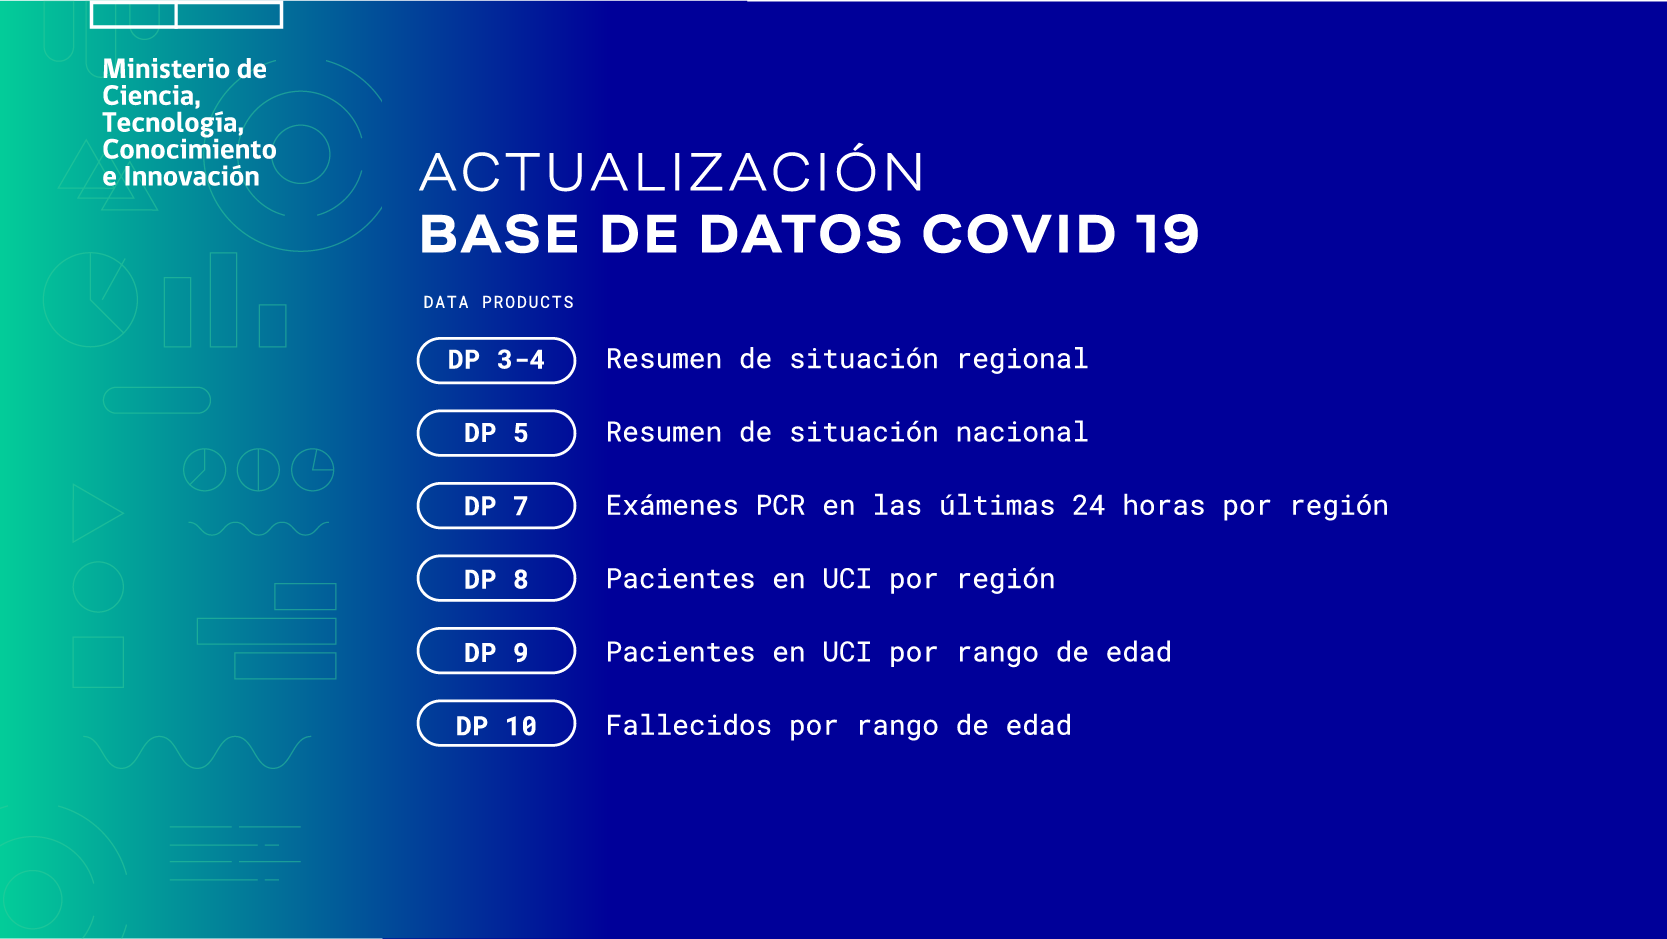 Ministerio de
Ciencia,
Tecnología,
Conocimiento
e Innovación
ACTUALIZACIÓN
BASE DE DATOS COVID 19
DATA PRODUCTS
DP 3-4 Resumen de situación regional
DP 5 Resumen de situación nacional
DP 7 Exámenes PCR en las últimas 24 horas por región
DP 8 Pacientes en UCI por región
DP 9 Pacientes en UCI por rango de edad
DP 10 Fallecidos por rango de edad